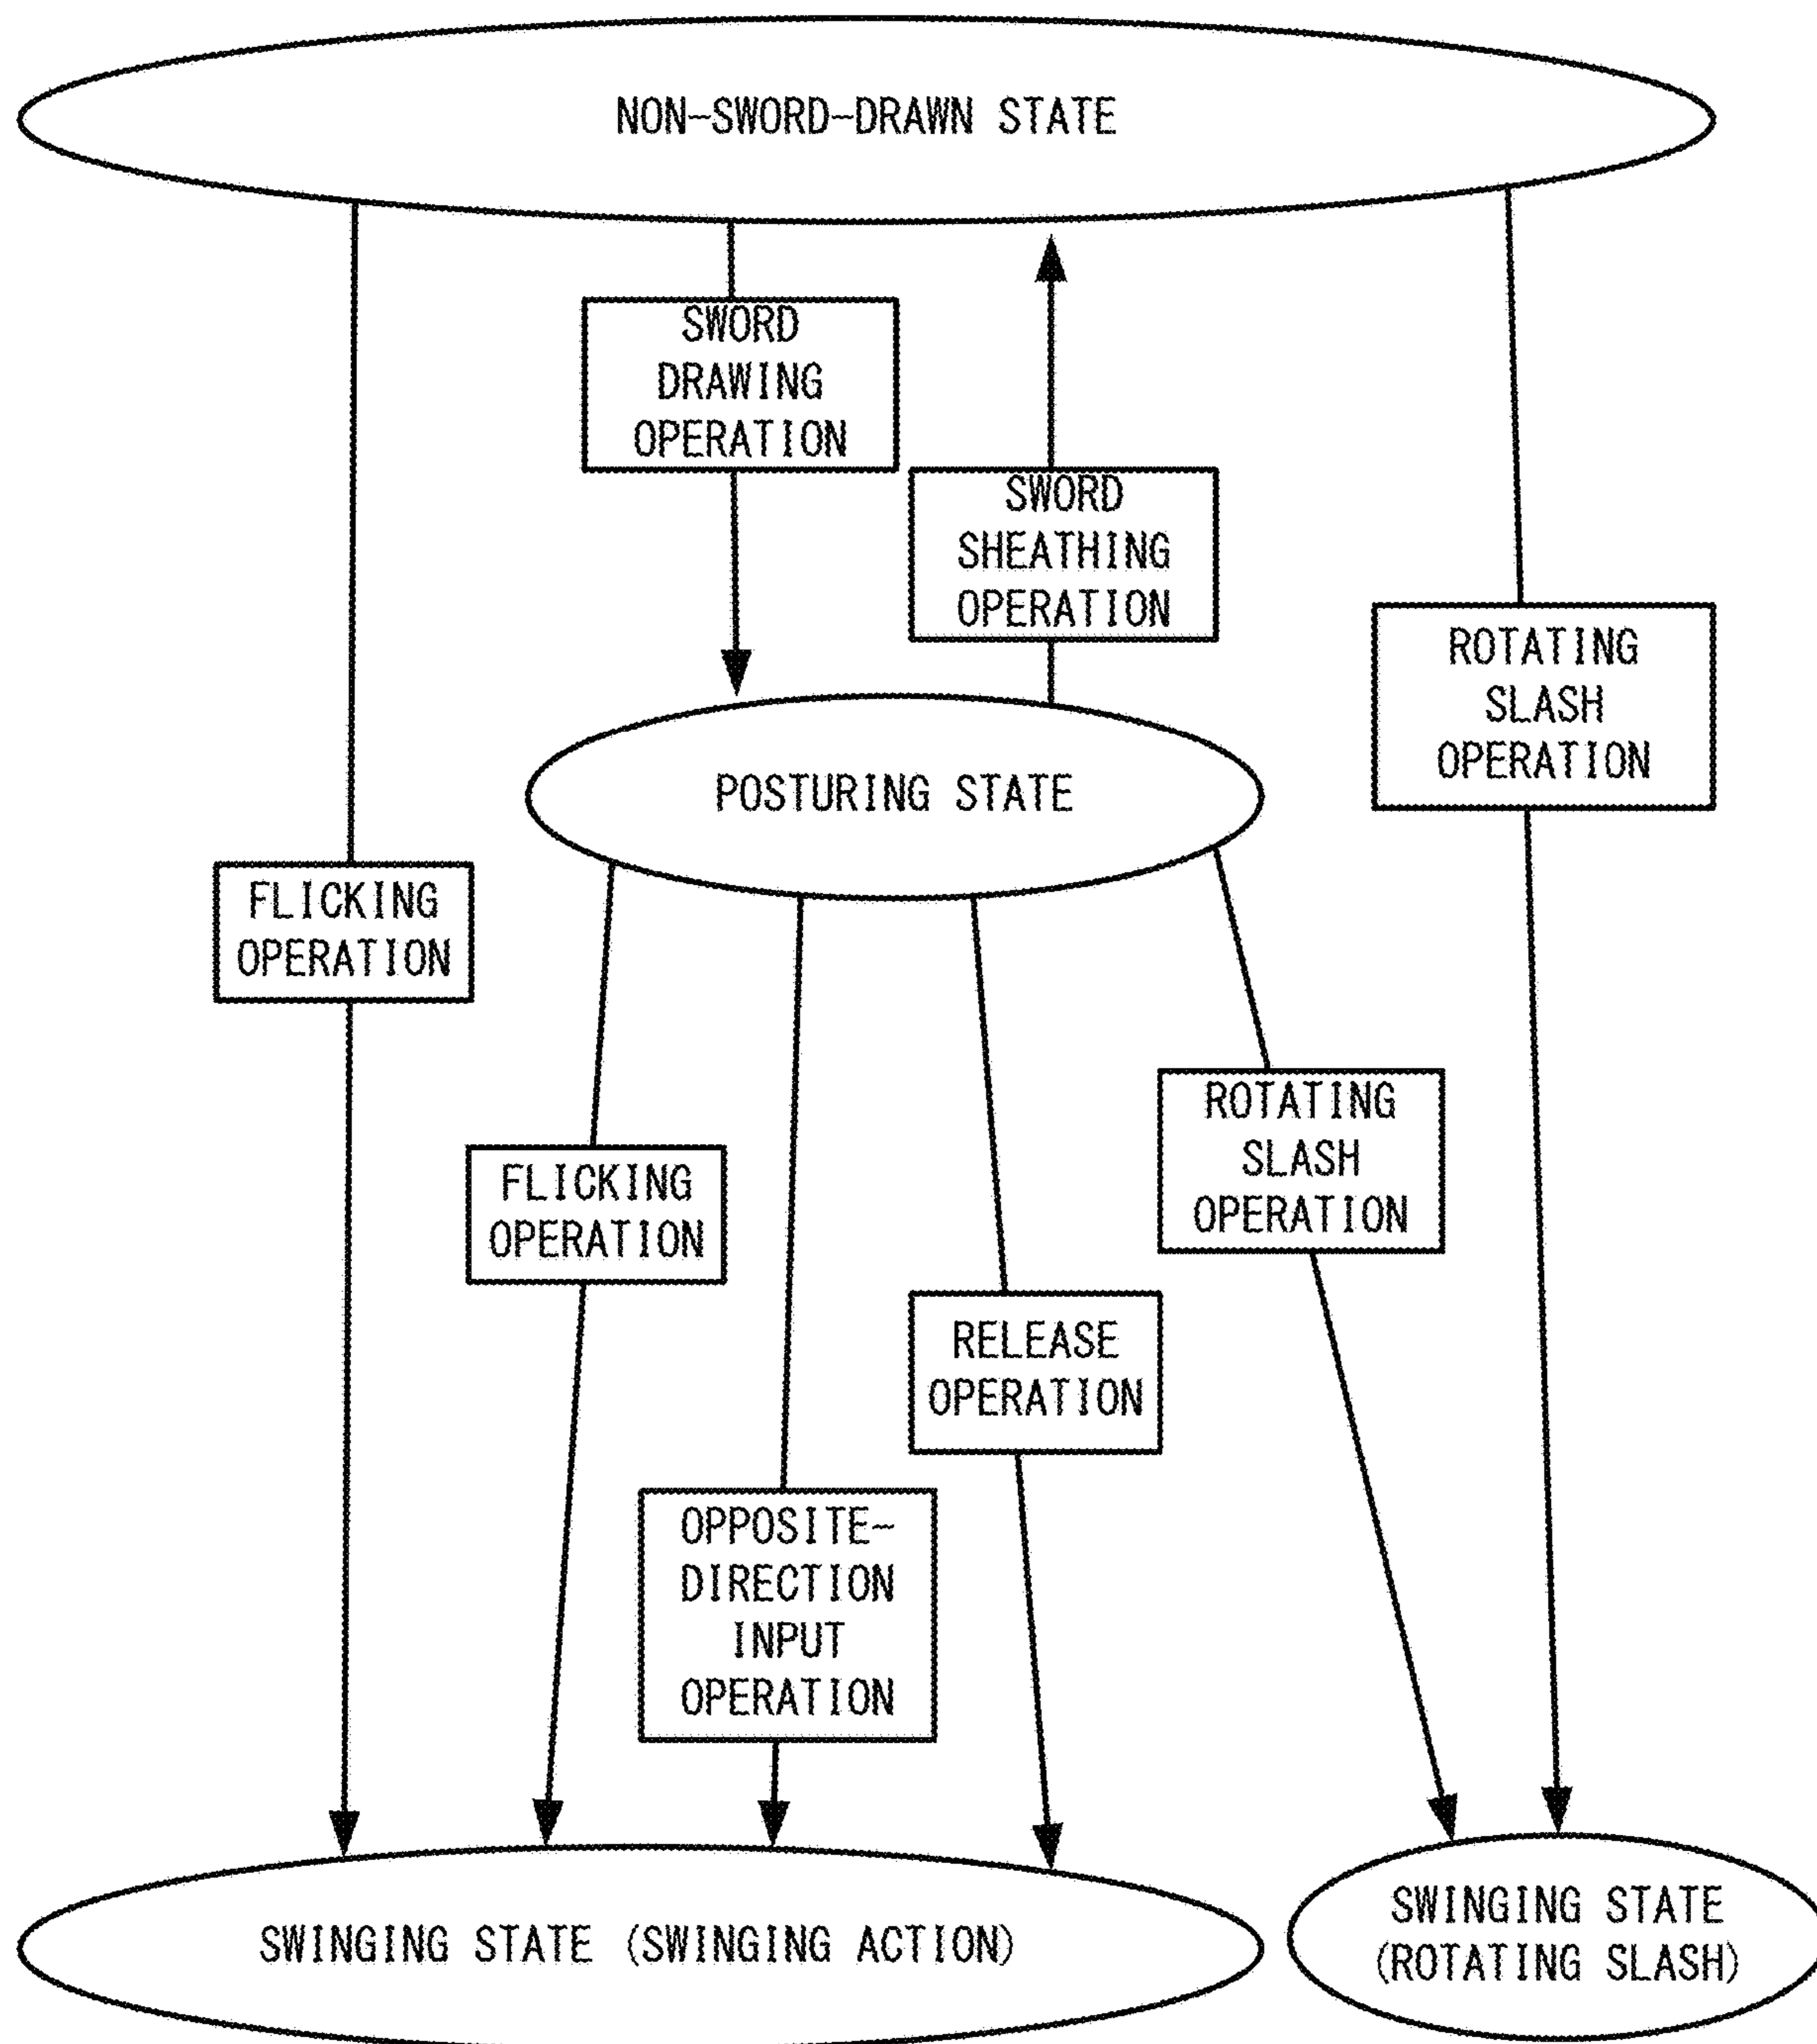 NON-SWORD-DRAWN STATE
SWORD
DRAWING
OPERATION
SWORD
SHEATHING
OPERATION
ROTATING
SLASH
OPERATION
POSTURING STATE
FLICKING
OPERATION
ROTATING
SLASH
OPERATION
FLICKING
OPERATION
RELEASE
OPERATION
OPPOSITE-
DIRECTION
INPUT
OPERATION
SWINGING STATE (SWINGING ACTION)
SWINGING STATE
(ROTATING SLASH)